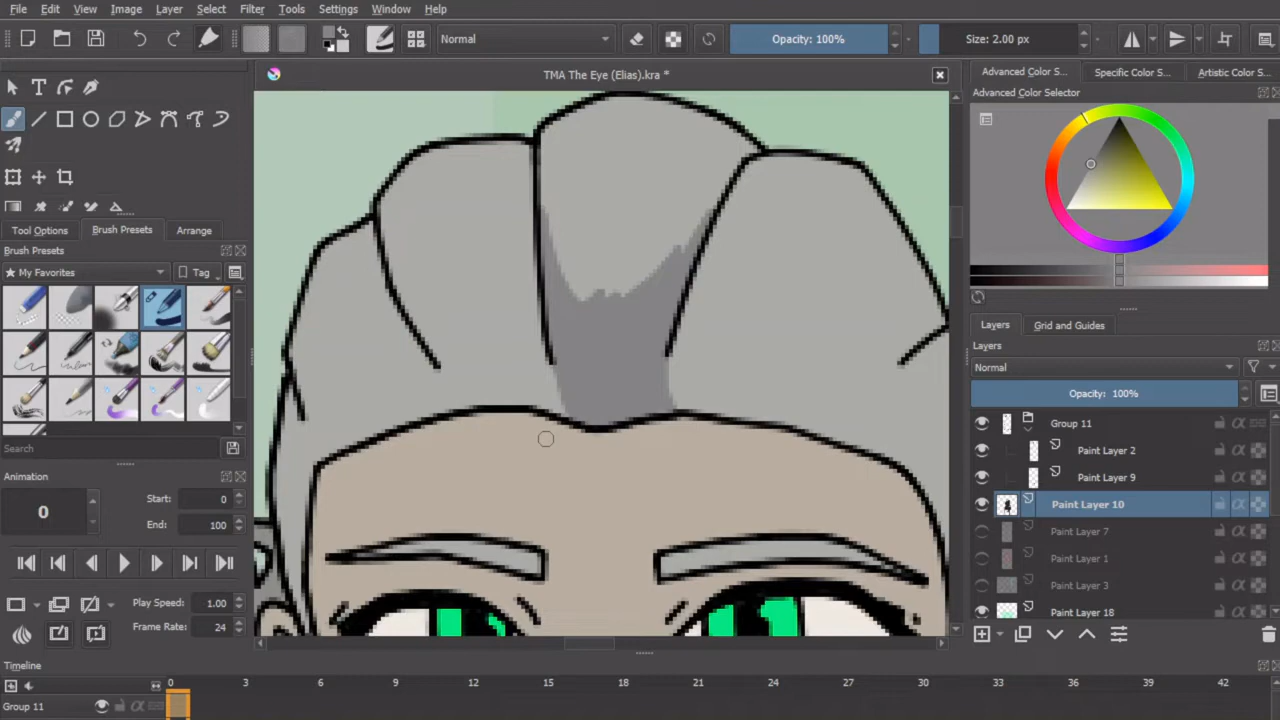 File Edit View Image Layer Select Filter Tools Settings Window Help
Normal Opacity: 100% Size: 2.00 px
TMA The Eye (Elias).kra *
Advanced Color S... Specific Color S... Artistic Color S...
Advanced Color Selector
Tool Options Brush Presets Arrange
Brush Presets
My Favorites Tag
Search
Animation
0
Start: 0
End: 100
Play Speed: 1.00
Frame Rate: 24
Layers Grid and Guides
Layers
Normal
Opacity: 100%
Group 11
Paint Layer 2
Paint Layer 9
Paint Layer 10
Paint Layer 7
Paint Layer 1
Paint Layer 3
Paint Layer 18
Timeline
0 3 6 9 12 15 18 21 24 27 30 33 36 39 42
Group 11